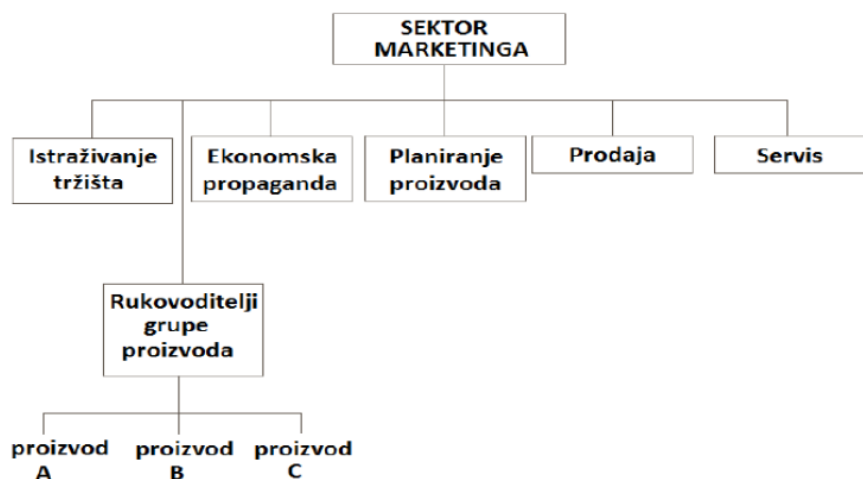 SEKTOR
MARKETINGA
Istraživanje
tržišta
Ekonomska
propaganda
Planiranje
proizvoda
Prodaja
Servis
Rukovoditelji
grupe
proizvoda
proizvod
A
proizvod
B
proizvod
C